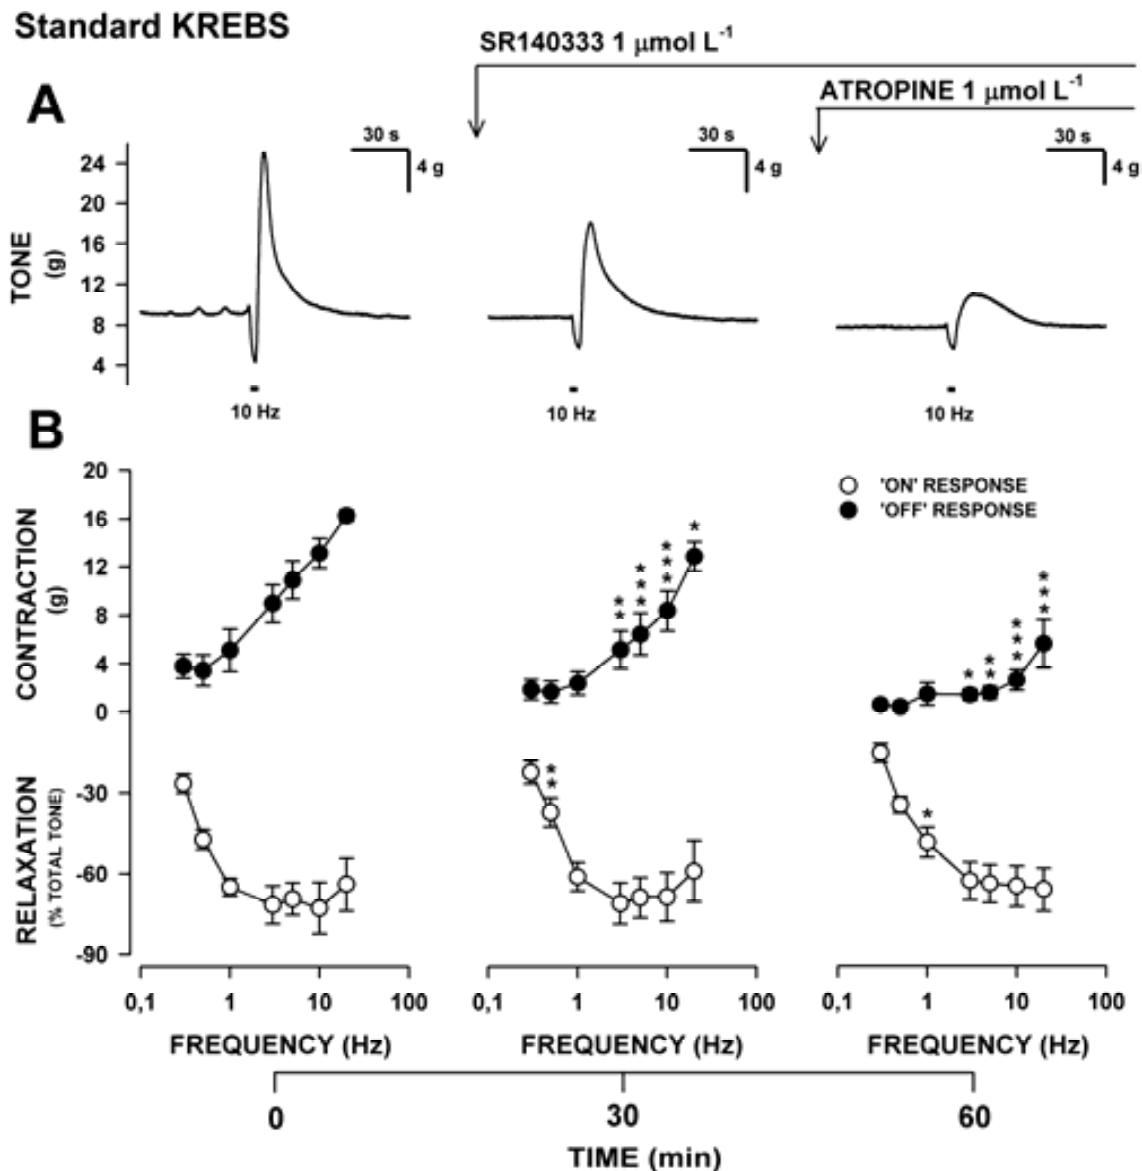 Standard KREBS
SR140333 1 μmol L-1
ATROPINE 1 μmol L-1
A
30 s
4 g
30 s
4 g
30 s
4 g
TONE
(g)
24
20
16
12
8
4
10 Hz
10 Hz
10 Hz
B
'ON' RESPONSE
'OFF' RESPONSE
CONTRACTION
(g)
20
16
12
8
4
0
** *** *** *
* ** *** ***
RELAXATION
(% TOTAL TONE)
-30
-60
-90
**
*
0,1 1 10 100
0,1 1 10 100
0,1 1 10 100
FREQUENCY (Hz)
FREQUENCY (Hz)
FREQUENCY (Hz)
0 30 60
TIME (min)